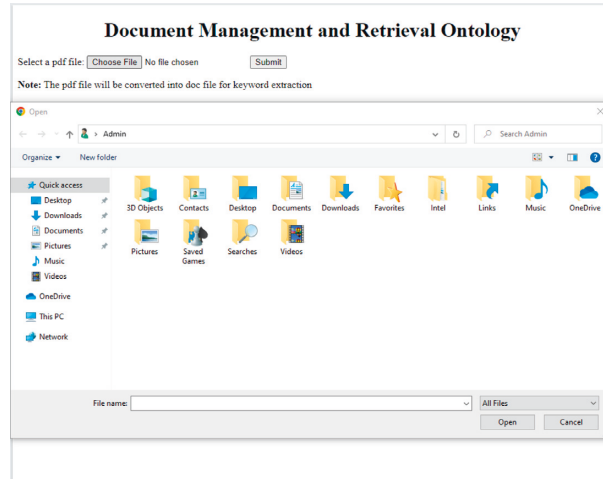 Document Management and Retrieval Ontology
Select a pdf file: Choose File No file chosen Submit
Note: The pdf file will be converted into doc file for keyword extraction
Open
Admin
Search Admin
Organize
New folder
Quick access
Desktop
Downloads
Documents
Pictures
Music
Videos
OneDrive
This PC
Network
3D Objects
Contacts
Desktop
Documents
Downloads
Favorites
Intel
Links
Music
OneDrive
Pictures
Saved
Games
Searches
Videos
File name:
All Files
Open
Cancel